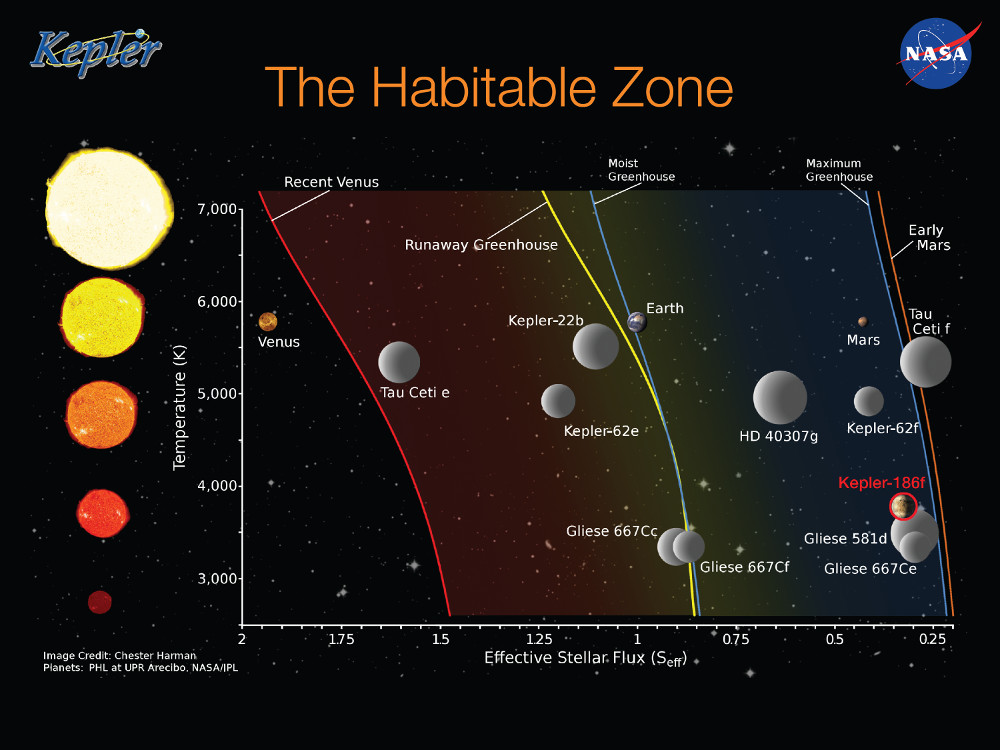 Kepler
NASA
The Habitable Zone
Recent Venus
Moist
Greenhouse
Maximum
Greenhouse
Runaway Greenhouse
Early
Mars
7,000
6,000
5,000
4,000
3,000
Temperature (K)
Venus
Tau Ceti e
Kepler-22b
Earth
Kepler-62e
Mars
Tau
Ceti f
HD 40307g
Kepler-62f
Kepler-186f
Gliese 667Cc
Gliese 667Cf
Gliese 581d
Gliese 667Ce
2
1.75
1.5
1.25
1
0.75
0.5
0.25
Effective Stellar Flux (Seff)
Image Credit: Chester Harman
Planets: PHL at UPR Arecibo, NASA/JPL